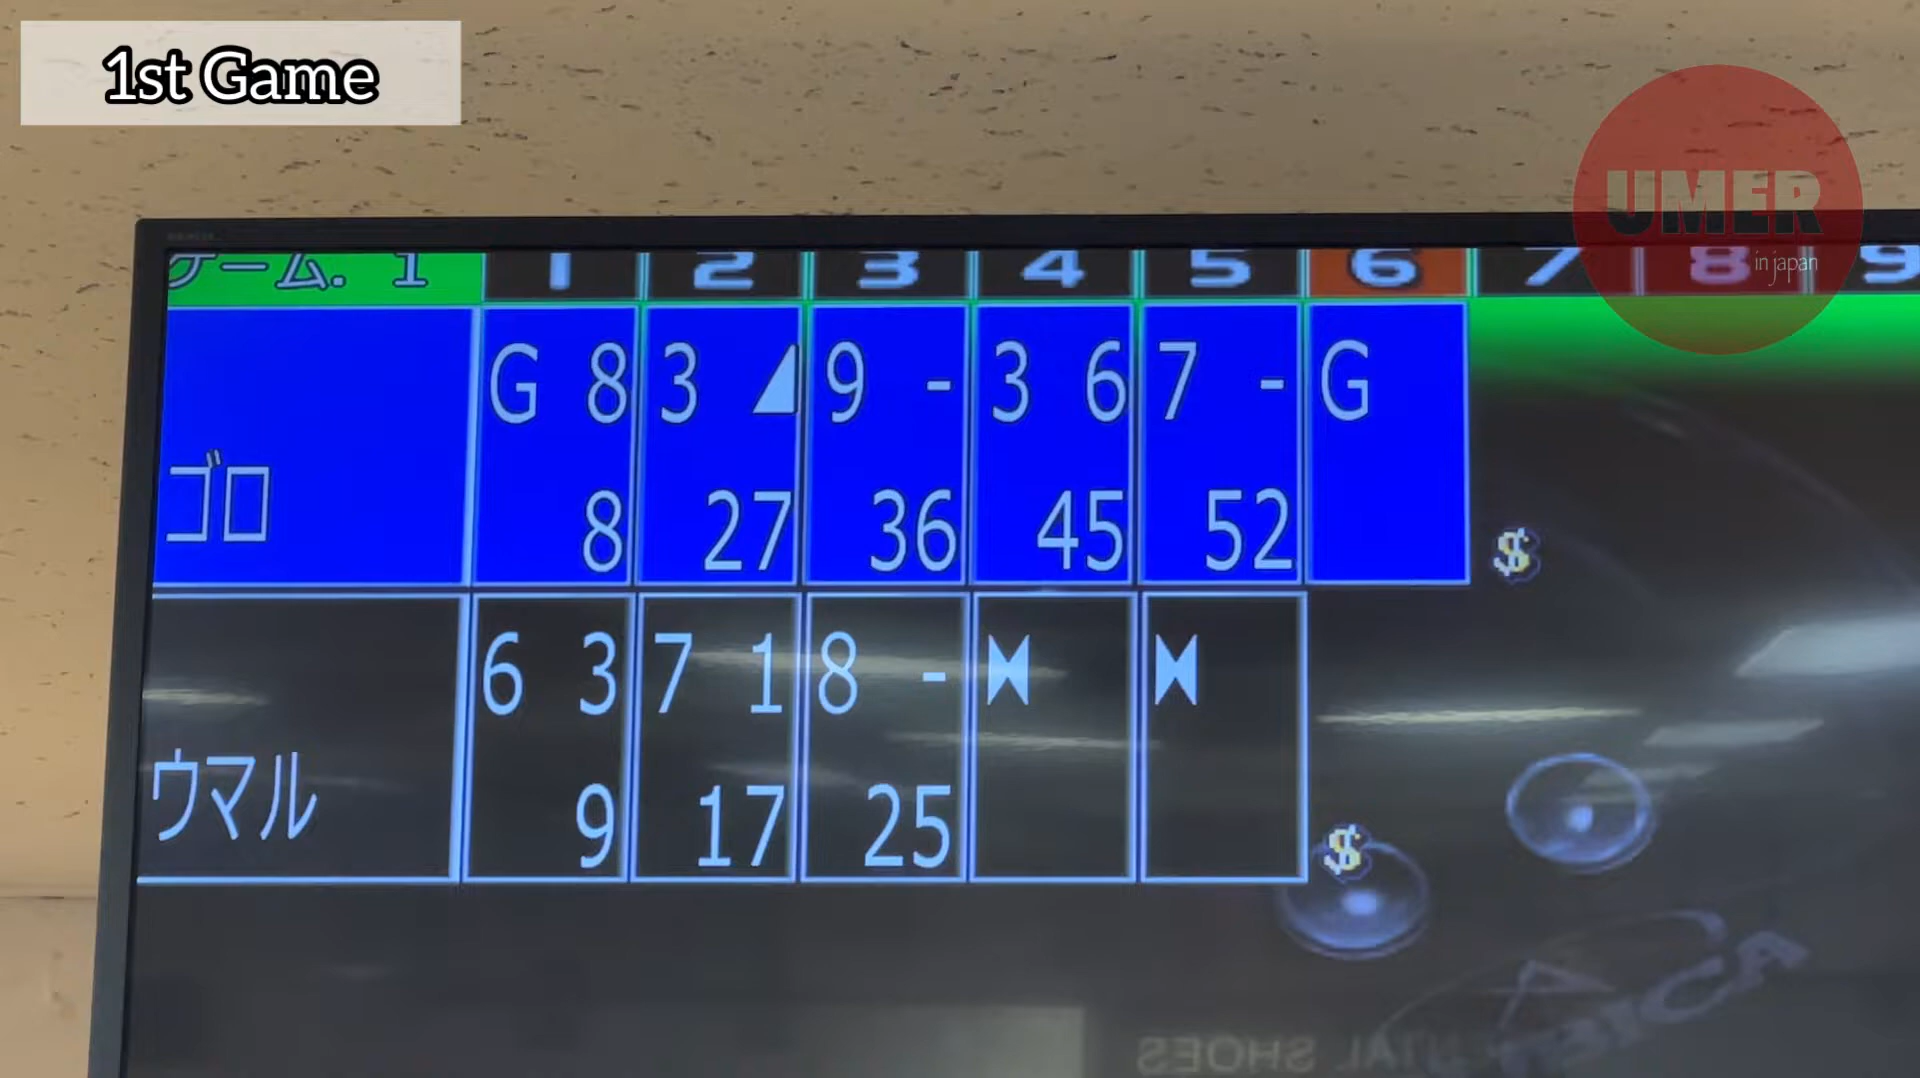 1st Game
UMER
in japan
ゲーム. 1 1 2 3 4 5 6 7 8 9
G 8 3 ◢ 9 - 3 6 7 - G
ゴロ
8 27 36 45 52
$
6 3 7 1 8 - ⧓ ⧓
ウマル
9 17 25
$
SHOES